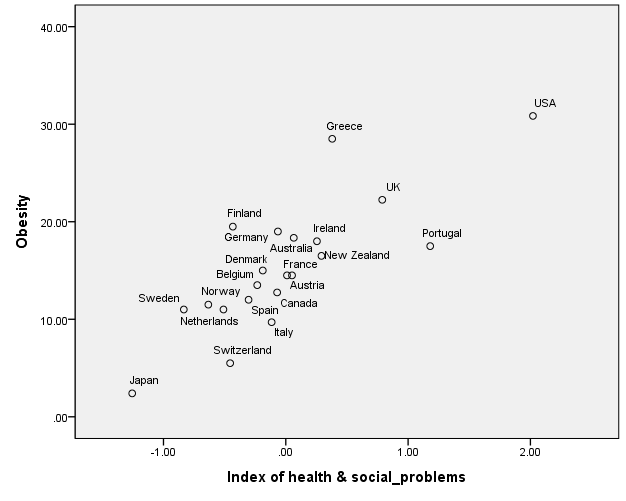 40.00
30.00
20.00
10.00
.00
Obesity
USA
Greece
UK
Finland
Ireland
Portugal
Germany
Australia
New Zealand
Denmark
France
Belgium
Austria
Norway
Sweden
Canada
Spain
Netherlands
Italy
Switzerland
Japan
-1.00
.00
1.00
2.00
Index of health & social_problems